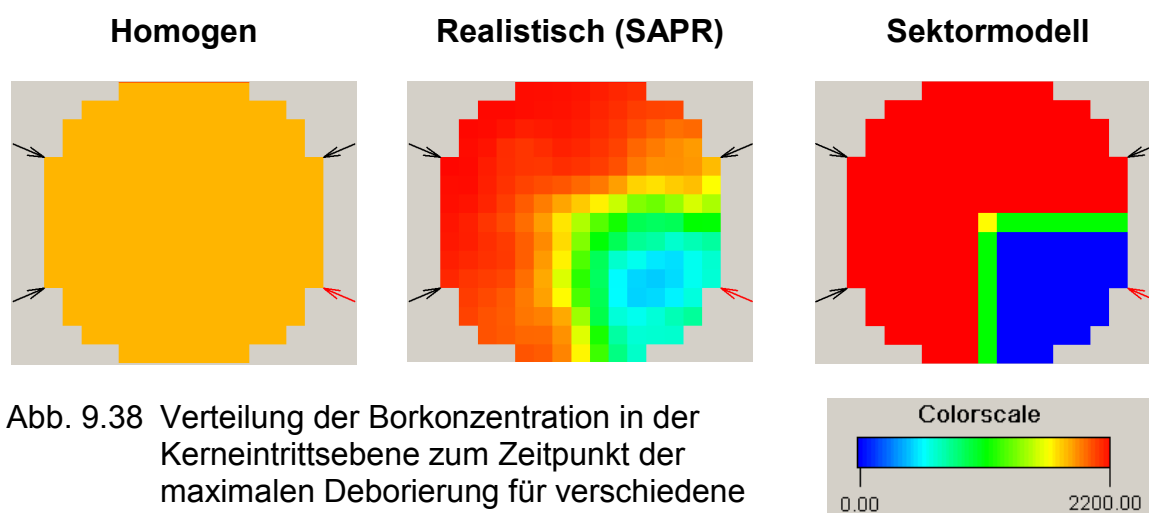 Homogen
Realistisch (SAPR)
Sektormodell
Abb. 9.38 Verteilung der Borkonzentration in der
Kerneintrittsebene zum Zeitpunkt der
maximalen Deborierung für verschiedene
Colorscale
0.00
2200.00